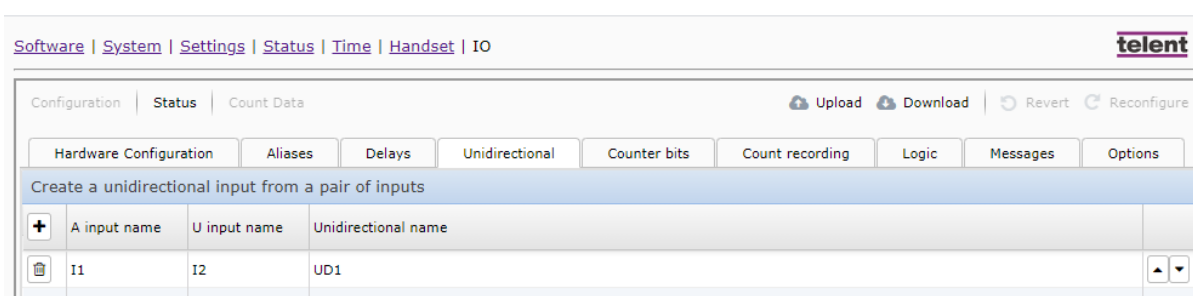 Software | System | Settings | Status | Time | Handset | IO
telent
Configuration | Status | Count Data
Upload Download | Revert Reconfigure
Hardware Configuration Aliases Delays Unidirectional Counter bits Count recording Logic Messages Options
Create a unidirectional input from a pair of inputs
+ A input name U input name Unidirectional name
I1 I2 UD1